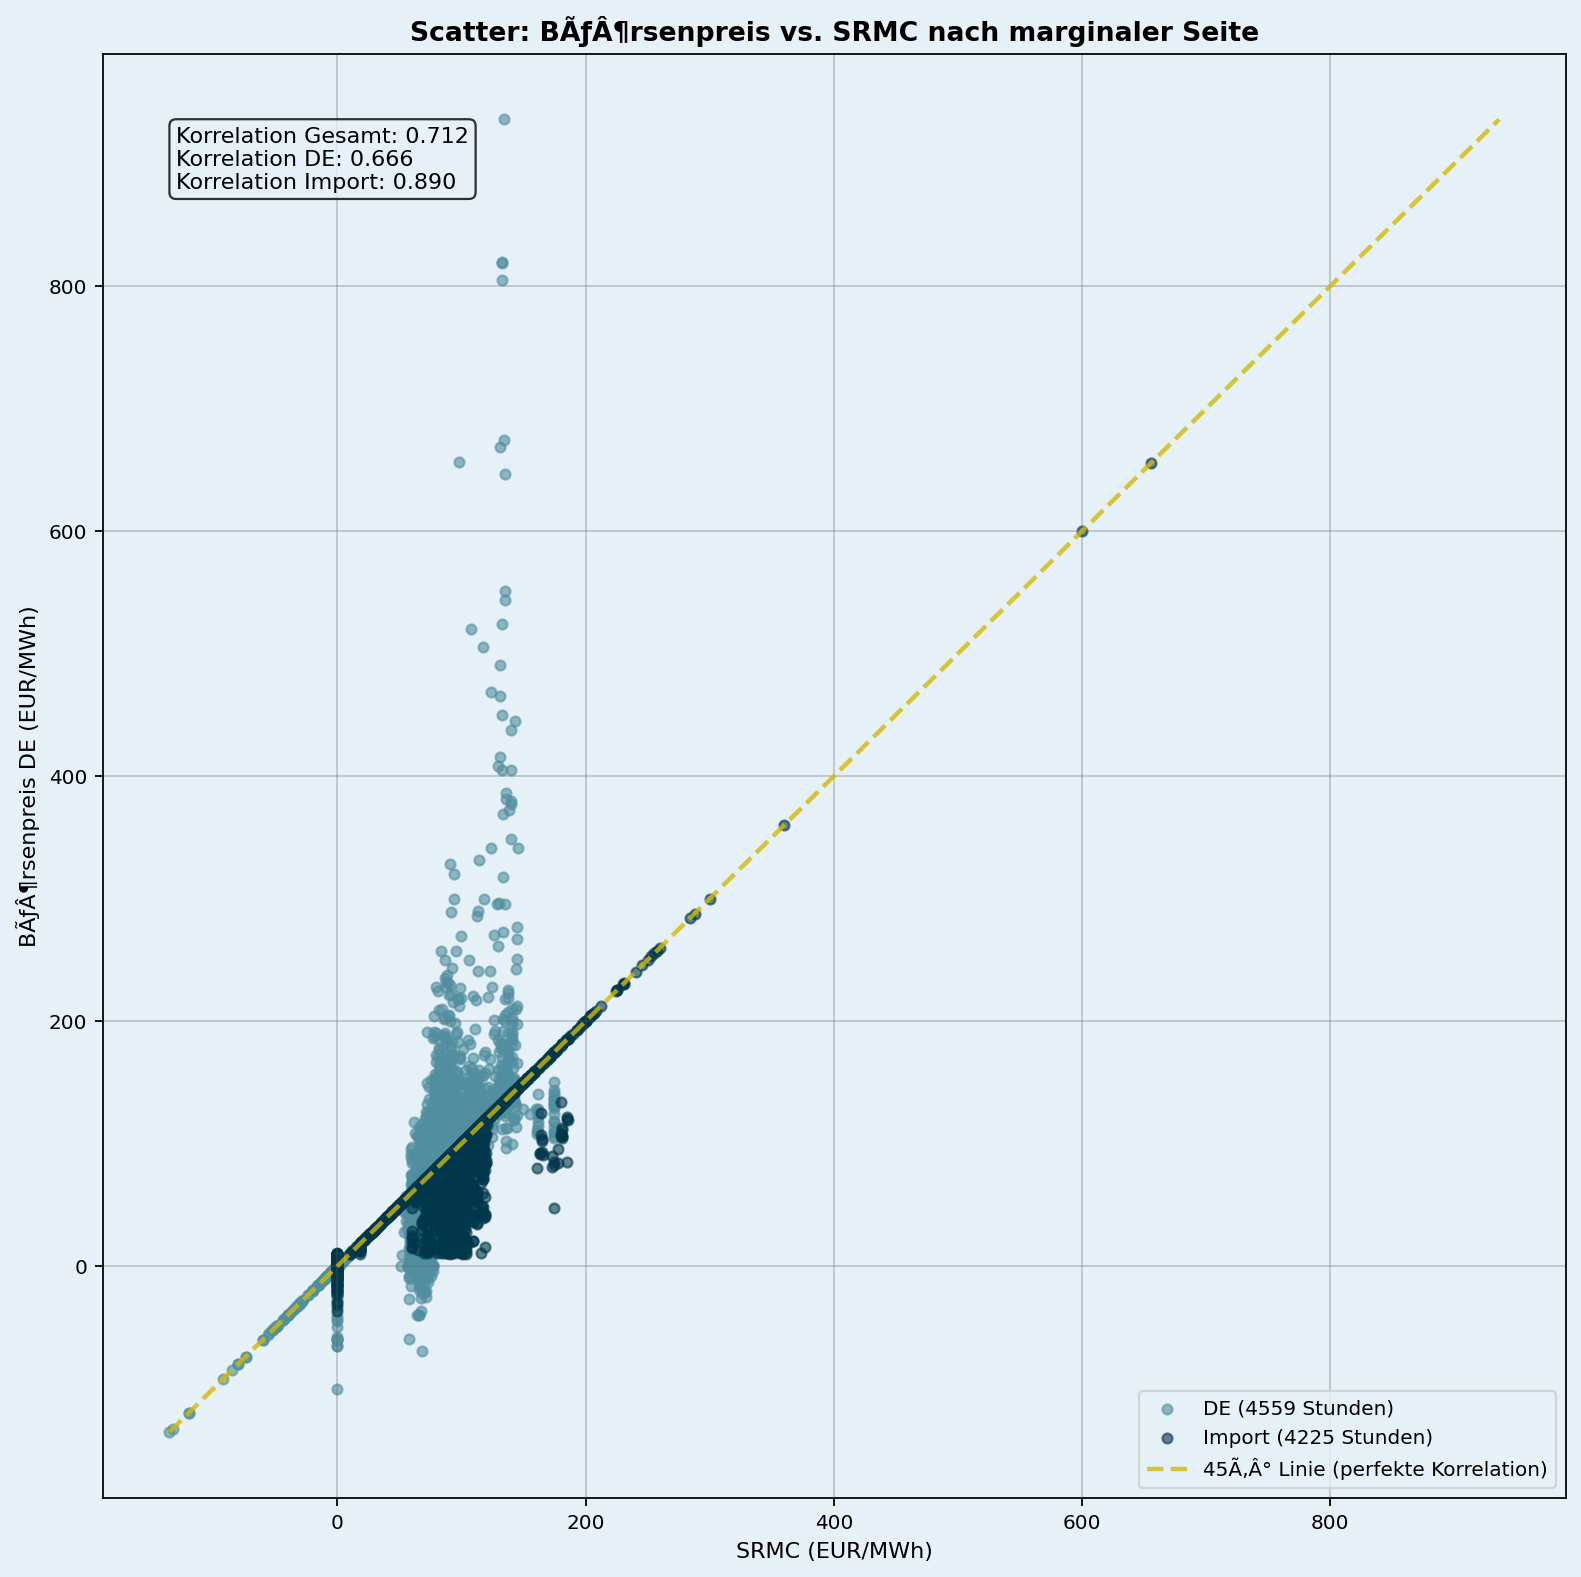 Scatter: BÃƒÂ¶rsenpreis vs. SRMC nach marginaler Seite
Korrelation Gesamt: 0.712
Korrelation DE: 0.666
Korrelation Import: 0.890
BÃƒÂ¶rsenpreis DE (EUR/MWh)
800
600
400
200
0
DE (4559 Stunden)
Import (4225 Stunden)
45Ã‚Â° Linie (perfekte Korrelation)
0 200 400 600 800
SRMC (EUR/MWh)